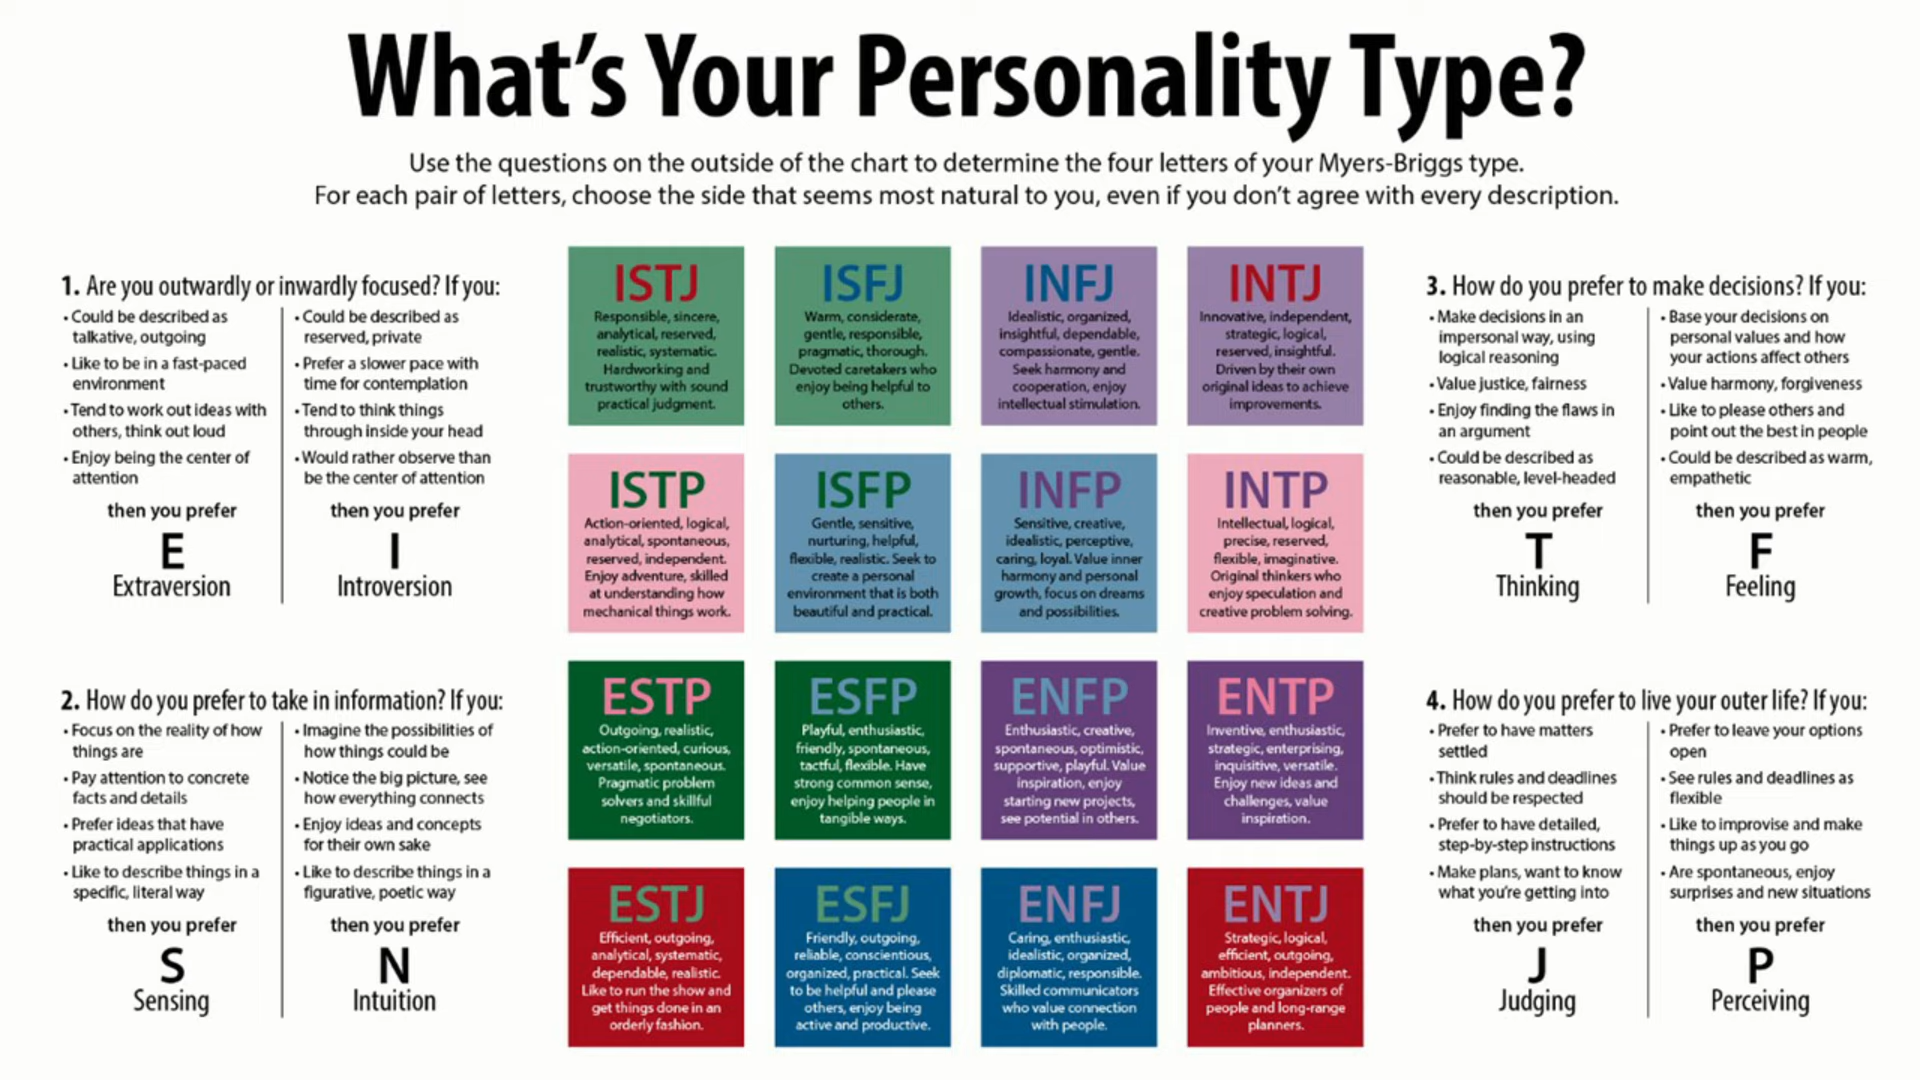 What's Your Personality Type?
Use the questions on the outside of the chart to determine the four letters of your Myers-Briggs type.
For each pair of letters, choose the side that seems most natural to you, even if you don't agree with every description.
1. Are you outwardly or inwardly focused? If you:
• Could be described as
talkative, outgoing
• Like to be in a fast-paced
environment
• Tend to work out ideas with
others, think out loud
• Enjoy being the center of
attention
then you prefer
E
Extraversion
• Could be described as
reserved, private
• Prefer a slower pace with
time for contemplation
• Tend to think things
through inside your head
• Would rather observe than
be the center of attention
then you prefer
I
Introversion
2. How do you prefer to take in information? If you:
• Focus on the reality of how
things are
• Pay attention to concrete
facts and details
• Prefer ideas that have
practical applications
• Like to describe things in a
specific, literal way
then you prefer
S
Sensing
• Imagine the possibilities of
how things could be
• Notice the big picture, see
how everything connects
• Enjoy ideas and concepts
for their own sake
• Like to describe things in a
figurative, poetic way
then you prefer
N
Intuition
ISTJ
Responsible, sincere,
analytical, reserved,
realistic, systematic.
Hardworking and
trustworthy with sound
practical judgment.
ISFJ
Warm, considerate,
gentle, responsible,
pragmatic, thorough.
Devoted caretakers who
enjoy being helpful to
others.
INFJ
Idealistic, organized,
insightful, dependable,
compassionate, gentle.
Seek harmony and
cooperation, enjoy
intellectual stimulation.
INTJ
Innovative, independent,
strategic, logical,
reserved, insightful.
Driven by their own
original ideas to achieve
improvements.
ISTP
Action-oriented, logical,
analytical, spontaneous,
reserved, independent.
Enjoy adventure, skilled
at understanding how
mechanical things work.
ISFP
Gentle, sensitive,
nurturing, helpful,
flexible, realistic. Seek to
create a personal
environment that is both
beautiful and practical.
INFP
Sensitive, creative,
idealistic, perceptive,
caring, loyal. Value inner
harmony and personal
growth, focus on dreams
and possibilities.
INTP
Intellectual, logical,
precise, reserved,
flexible, imaginative.
Original thinkers who
enjoy speculation and
creative problem solving.
ESTP
Outgoing, realistic,
action-oriented, curious,
versatile, spontaneous.
Pragmatic problem
solvers and skillful
negotiators.
ESFP
Playful, enthusiastic,
friendly, spontaneous,
tactful, flexible. Have
strong common sense,
enjoy helping people in
tangible ways.
ENFP
Enthusiastic, creative,
spontaneous, optimistic,
supportive, playful. Value
inspiration, enjoy
starting new projects,
see potential in others.
ENTP
Inventive, enthusiastic,
strategic, enterprising,
inquisitive, versatile.
Enjoy new ideas and
challenges, value
inspiration.
ESTJ
Efficient, outgoing,
analytical, systematic,
dependable, realistic.
Like to run the show and
get things done in an
orderly fashion.
ESFJ
Friendly, outgoing,
reliable, conscientious,
organized, practical. Seek
to be helpful and please
others, enjoy being
active and productive.
ENFJ
Caring, enthusiastic,
idealistic, organized,
diplomatic, responsible.
Skilled communicators
who value connection
with people.
ENTJ
Strategic, logical,
efficient, outgoing,
ambitious, independent.
Effective organizers of
people and long-range
planners.
3. How do you prefer to make decisions? If you:
• Make decisions in an
impersonal way, using
logical reasoning
• Value justice, fairness
• Enjoy finding the flaws in
an argument
• Could be described as
reasonable, level-headed
then you prefer
T
Thinking
• Base your decisions on
personal values and how
your actions affect others
• Value harmony, forgiveness
• Like to please others and
point out the best in people
• Could be described as warm,
empathetic
then you prefer
F
Feeling
4. How do you prefer to live your outer life? If you:
• Prefer to have matters
settled
• Think rules and deadlines
should be respected
• Prefer to have detailed,
step-by-step instructions
• Make plans, want to know
what you're getting into
then you prefer
J
Judging
• Prefer to leave your options
open
• See rules and deadlines as
flexible
• Like to improvise and make
things up as you go
• Are spontaneous, enjoy
surprises and new situations
then you prefer
P
Perceiving